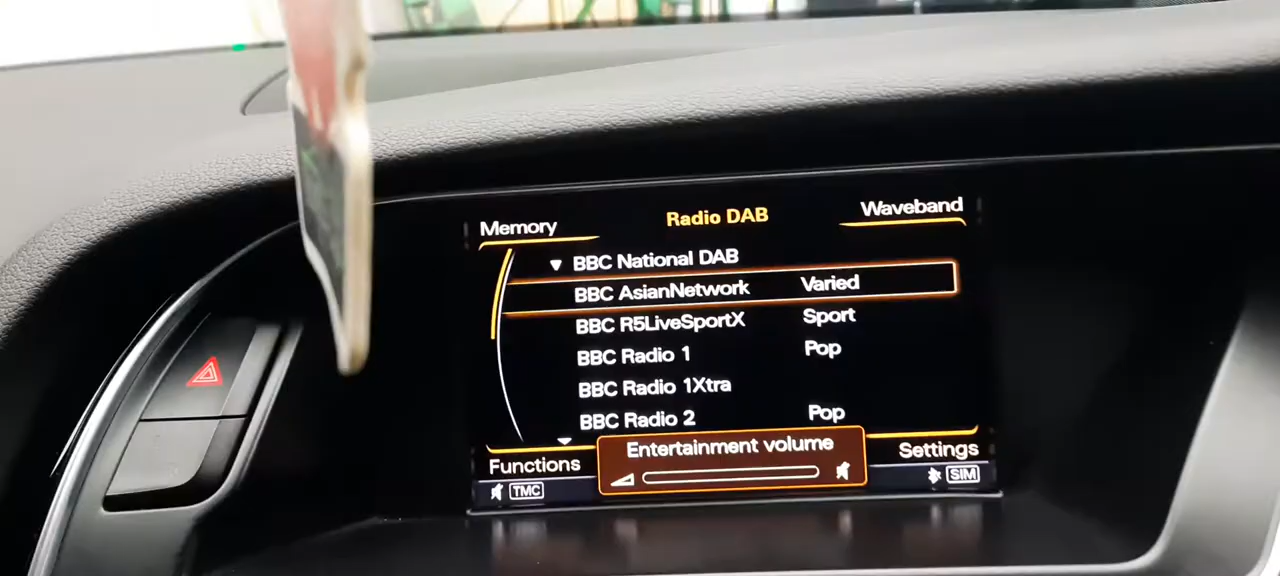 Memory
Radio DAB
Waveband
BBC National DAB
BBC AsianNetwork Varied
BBC R5LiveSportX Sport
BBC Radio 1 Pop
BBC Radio 1Xtra
BBC Radio 2 Pop
Entertainment volume
Functions
Settings
TMC
SIM